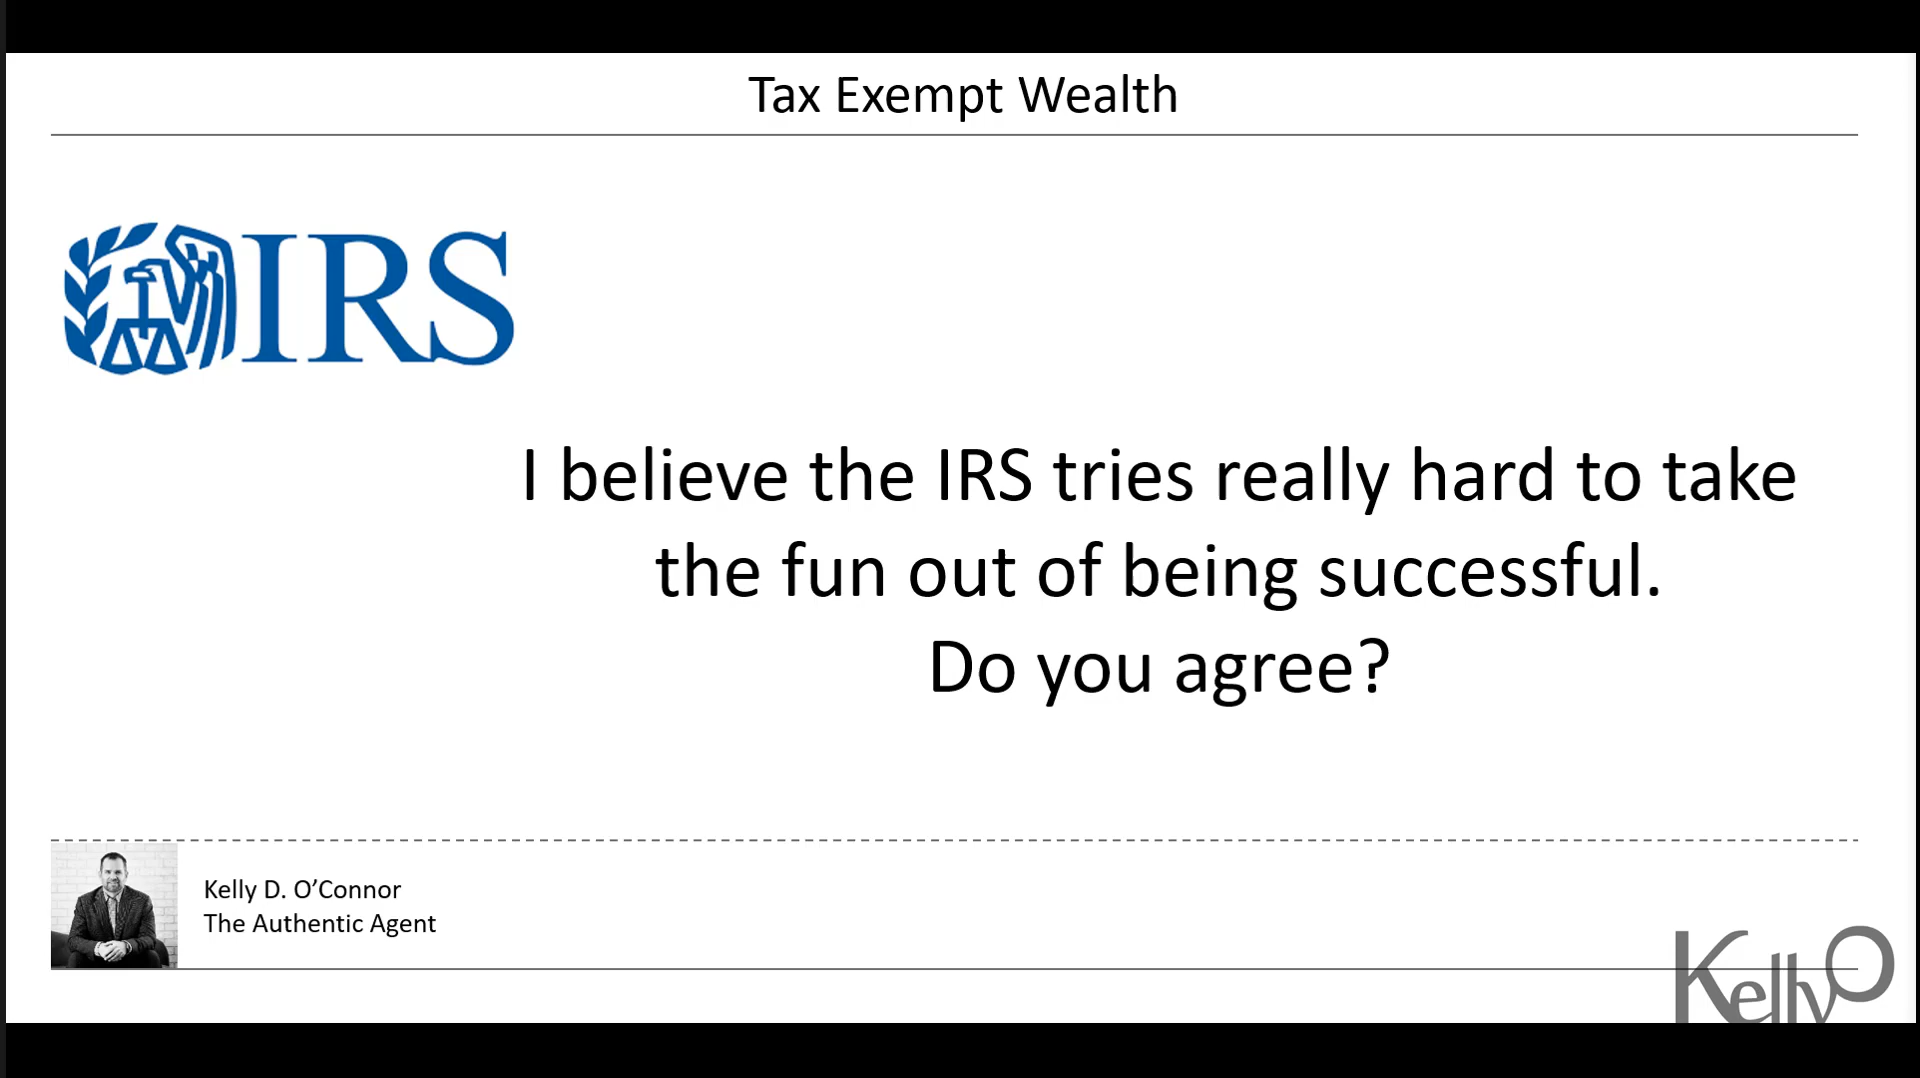 Tax Exempt Wealth
IRS
I believe the IRS tries really hard to take
the fun out of being successful.
Do you agree?
Kelly D. O’Connor
The Authentic Agent
KellyO